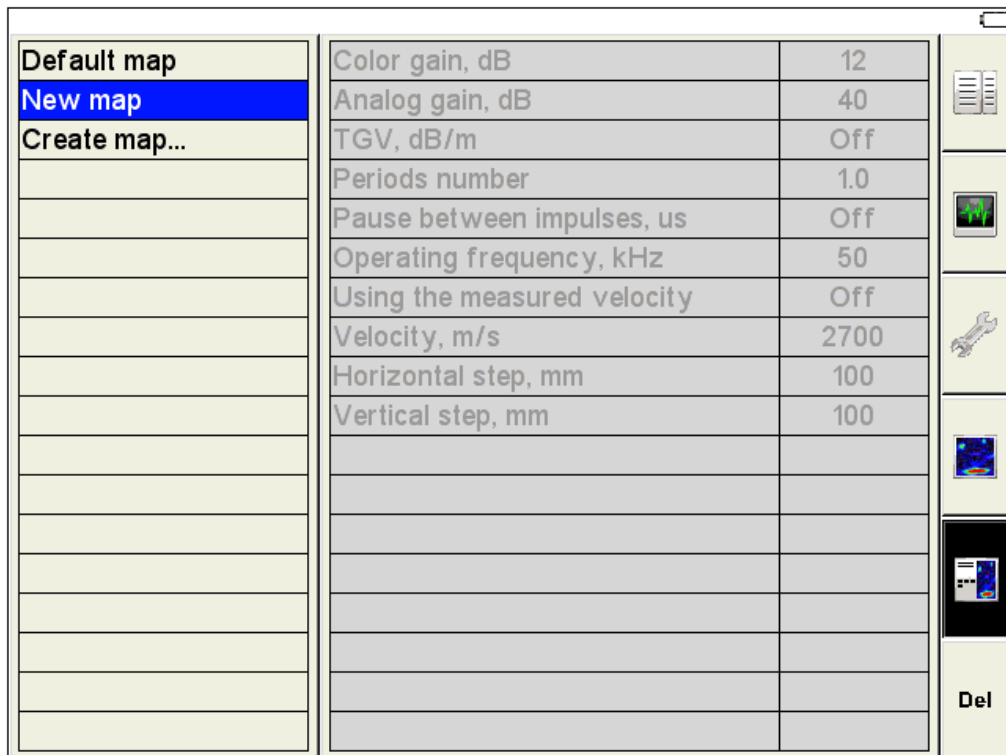 Default map
New map
Create map...
Color gain, dB 12
Analog gain, dB 40
TGV, dB/m Off
Periods number 1.0
Pause between impulses, us Off
Operating frequency, kHz 50
Using the measured velocity Off
Velocity, m/s 2700
Horizontal step, mm 100
Vertical step, mm 100
Del